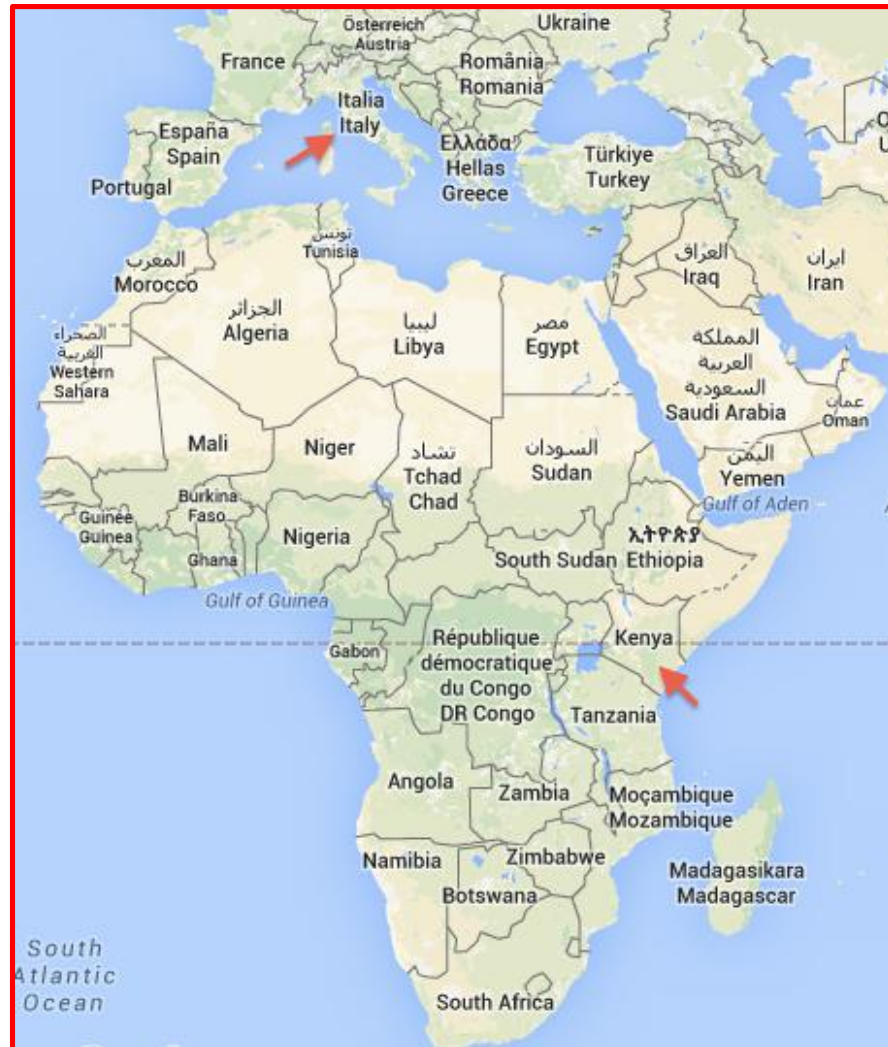 Österreich
Austria
Ukraine
France
România
Romania
Italia
Italy
España
Spain
Ελλάδα
Hellas
Greece
Türkiye
Turkey
Portugal
تونس
Tunisia
المغرب
Morocco
العراق
Iraq
ایران
Iran
الجزائر
Algeria
ليبيا
Libya
مصر
Egypt
الصحراء
الغربية
Western
Sahara
المملكة
العربية
السعودية
Saudi Arabia
عمان
Oman
Mali
Niger
تشاد
Tchad
Chad
السودان
Sudan
اليمن
Yemen
Gulf of Aden
Burkina
Faso
Guinée
Guinea
Nigeria
Ghana
South Sudan
ኢትዮጵያ
Ethiopia
Gulf of Guinea
Gabon
République
démocratique
du Congo
DR Congo
Kenya
Tanzania
Angola
Zambia
Moçambique
Mozambique
Namibia
Zimbabwe
Botswana
Madagasikara
Madagascar
South
Atlantic
Ocean
South Africa